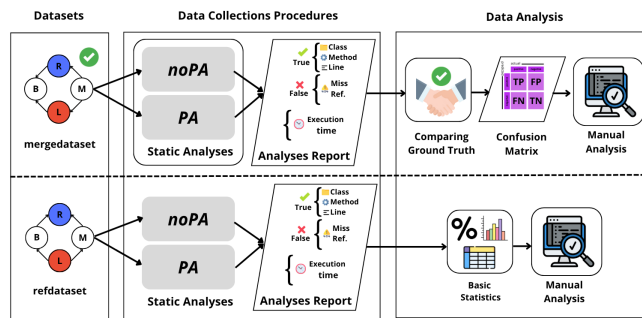 Datasets
Data Collections Procedures
Data Analysis
R
B
M
L
mergedataset
noPA
PA
Static Analyses
True
Class
Method
Line
False
Miss
Ref.
Execution
time
Analyses Report
Comparing
Ground Truth
TP FP
FN TN
Confusion
Matrix
Manual
Analysis
R
B
M
L
refdataset
noPA
PA
Static Analyses
True
Class
Method
Line
False
Miss
Ref.
Execution
time
Analyses Report
%
Basic
Statistics
Manual
Analysis